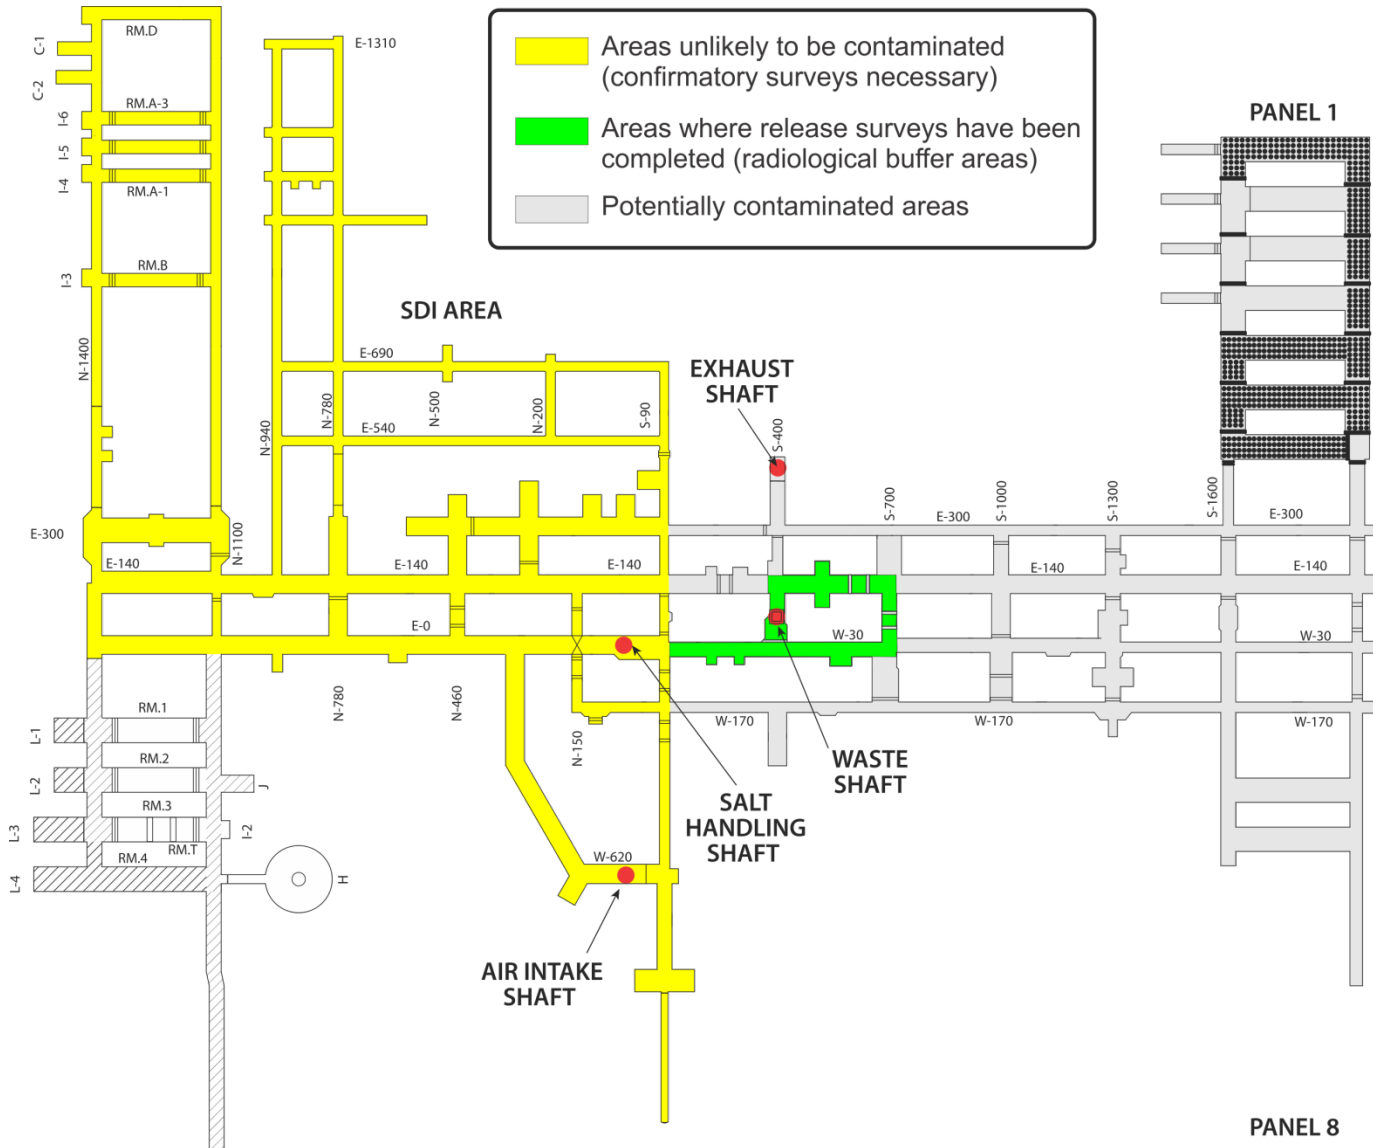 Areas unlikely to be contaminated
(confirmatory surveys necessary)
Areas where release surveys have been
completed (radiological buffer areas)
Potentially contaminated areas
PANEL 1
C-1
C-2
I-6
I-5
I-4
I-3
RM.D
RM.A-3
RM.A-1
RM.B
E-1310
SDI AREA
N-1400
N-940
N-780
N-500
N-200
S-90
E-690
E-540
EXHAUST
SHAFT
S-400
S-700
S-1000
S-1300
S-1600
E-300
E-300
E-300
N-1100
E-140
E-140
E-140
E-140
E-140
E-0
W-30
W-30
N-780
N-460
N-150
W-170
W-170
W-170
WASTE
SHAFT
SALT
HANDLING
SHAFT
W-620
AIR INTAKE
SHAFT
L-1
L-2
L-3
L-4
RM.1
RM.2
RM.3
RM.T
RM.4
J
I-2
H
PANEL 8